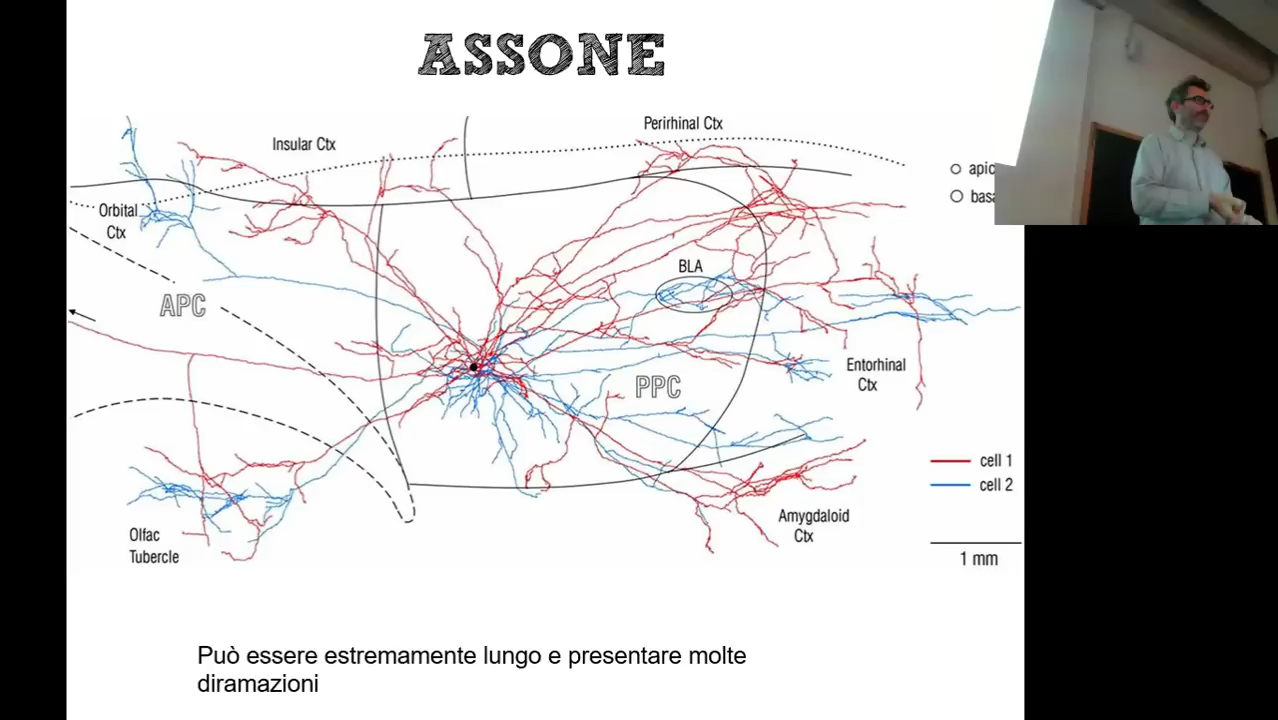 ASSONE
Perirhinal Ctx
Insular Ctx
Orbital
Ctx
BLA
APC
PPC
Entorhinal
Ctx
cell 1
cell 2
Amygdaloid
Ctx
Olfac
Tubercle
1 mm
Può essere estremamente lungo e presentare molte
diramazioni